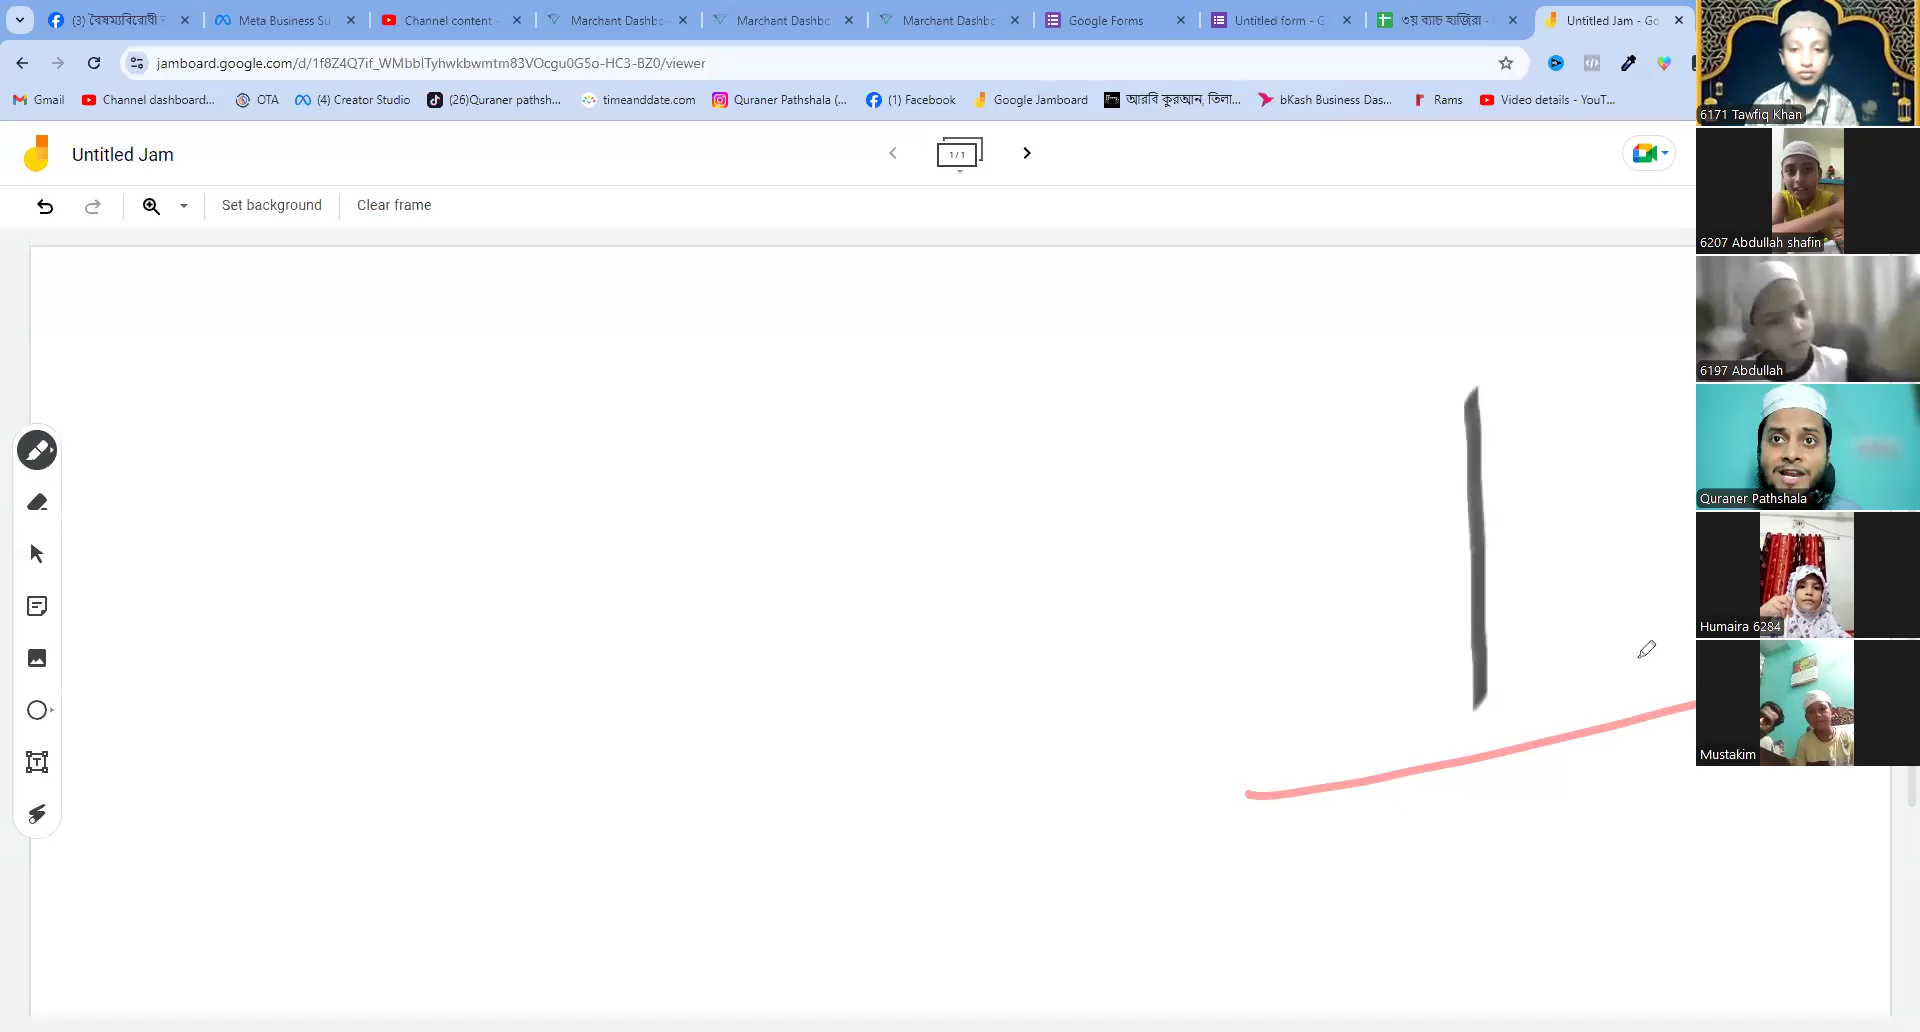 (3) বৈষম্যবিরোধী
Meta Business Su
Channel content -
Marchant Dashbo
Marchant Dashbc
Marchant Dashbo
Google Forms
Untitled form - G
৩য় ব্যাচ হাজিরা -
Untitled Jam - Go
jamboard.google.com/d/1f8Z4Q7if_WMbblTyhwkbwmtm83VOcgu0G5o-HC3-BZ0/viewer
Gmail
Channel dashboard...
OTA
(4) Creator Studio
(26)Quraner pathsh...
timeanddate.com
Quraner Pathshala (...
(1) Facebook
Google Jamboard
আরবি কুরআন, তিলা...
bKash Business Das...
Rams
Video details - YouT...
Untitled Jam
1 / 1
Set background
Clear frame
6171 Tawfiq Khan
6207 Abdullah shafin
6197 Abdullah
Quraner Pathshala
Humaira 6284
Mustakim